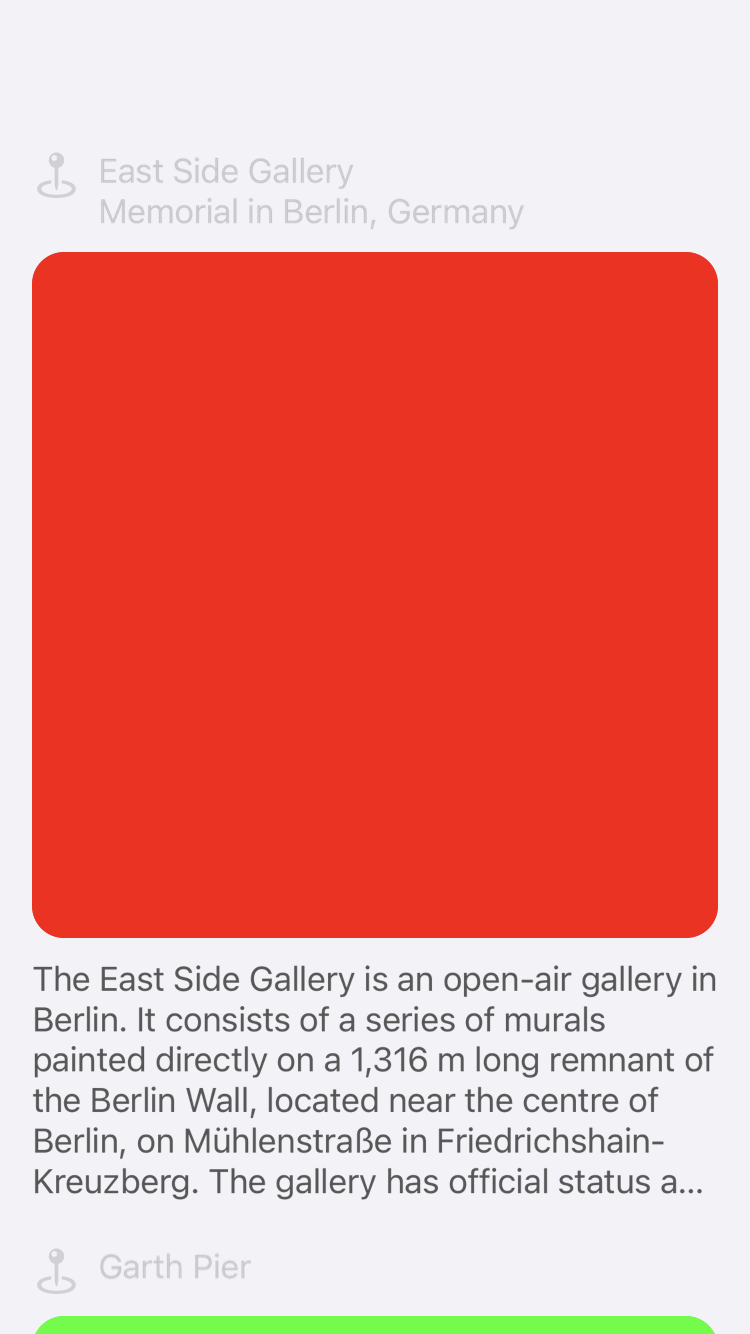 East Side Gallery
Memorial in Berlin, Germany
The East Side Gallery is an open-air gallery in
Berlin. It consists of a series of murals
painted directly on a 1,316 m long remnant of
the Berlin Wall, located near the centre of
Berlin, on Mühlenstraße in Friedrichshain-
Kreuzberg. The gallery has official status a...
Garth Pier